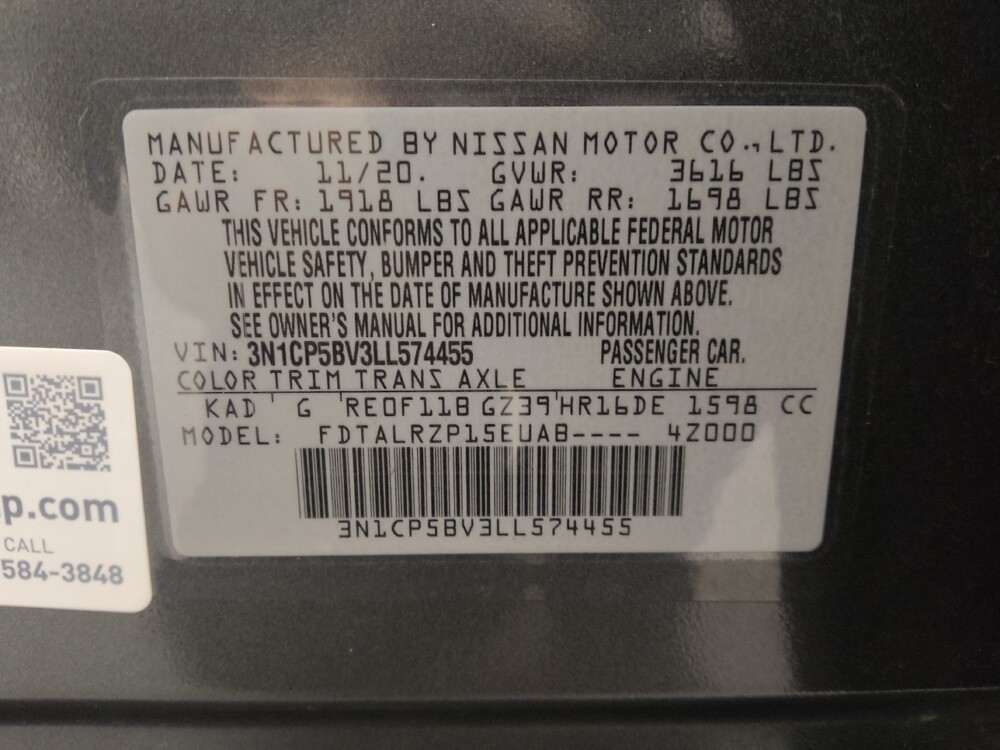 MANUFACTURED BY NISSAN MOTOR CO.,LTD.
DATE: 11/20. GVWR: 3616 LBS
GAWR FR: 1918 LBS GAWR RR: 1698 LBS
THIS VEHICLE CONFORMS TO ALL APPLICABLE FEDERAL MOTOR
VEHICLE SAFETY, BUMPER AND THEFT PREVENTION STANDARDS
IN EFFECT ON THE DATE OF MANUFACTURE SHOWN ABOVE.
SEE OWNER'S MANUAL FOR ADDITIONAL INFORMATION.
VIN: 3N1CP5BV3LL574455 PASSENGER CAR.
COLOR TRIM TRANS AXLE ENGINE
KAD ' G 'RE0F11B GZ39'HR16DE 1598 CC
MODEL: FDTALRZP15EUAB---- 4Z000
3N1CP5BV3LL574455
p.com
CALL
584-3848